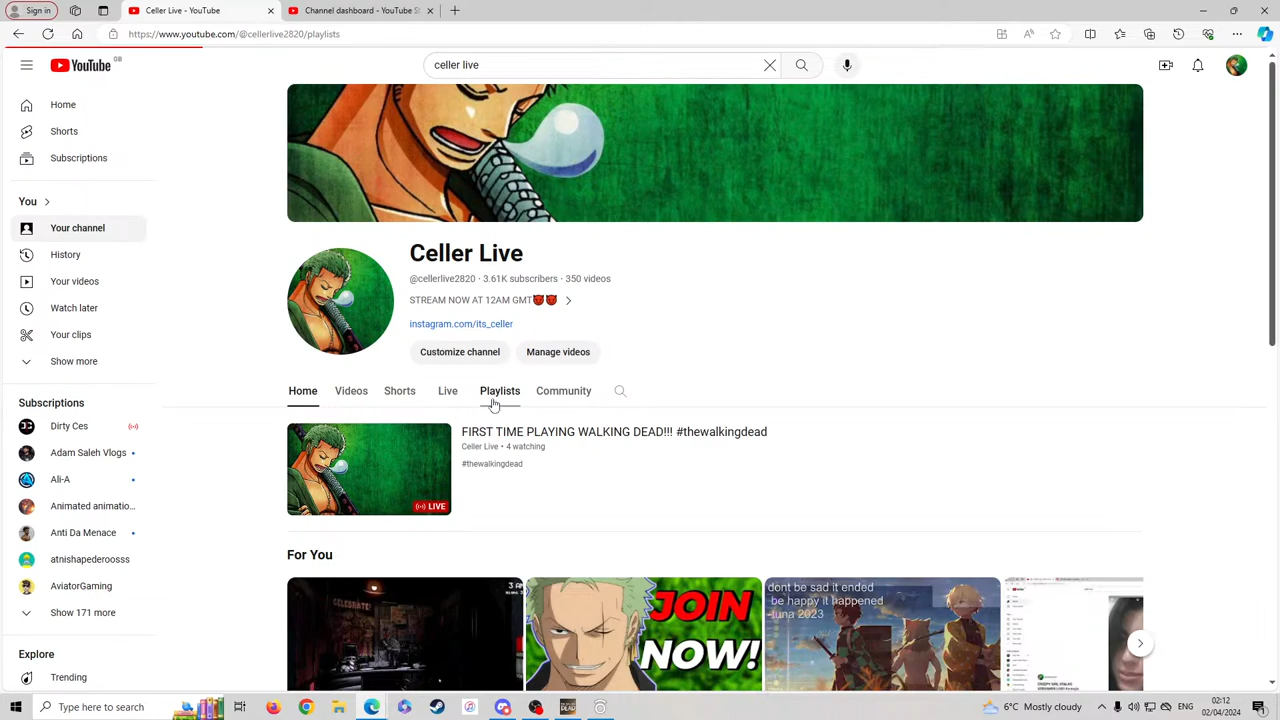 Sign in
Celler Live - YouTube
Channel dashboard - YouTube S
https://www.youtube.com/@cellerlive2820/playlists
YouTube GB
celler live
Home
Shorts
Subscriptions
You
Your channel
History
Your videos
Watch later
Your clips
Show more
Subscriptions
Dirty Ces
Adam Saleh Vlogs
Ali-A
Animated animatio...
Anti Da Menace
atnishapederoosss
AviatorGaming
Show 171 more
Explore
Trending
Celler Live
@cellerlive2820 · 3.61K subscribers · 350 videos
STREAM NOW AT 12AM GMT👹👹
instagram.com/its_celler
Customize channel
Manage videos
Home Videos Shorts Live Playlists Community
LIVE
FIRST TIME PLAYING WALKING DEAD!!! #thewalkingdead
Celler Live • 4 watching
#thewalkingdead
For You
CELEBRATE!
JOIN
NOW!
dont be sad it ended
be happy it happened
-tuna 2023
Type here to search
6°C Mostly cloudy
ENG
02:12
02/04/2024